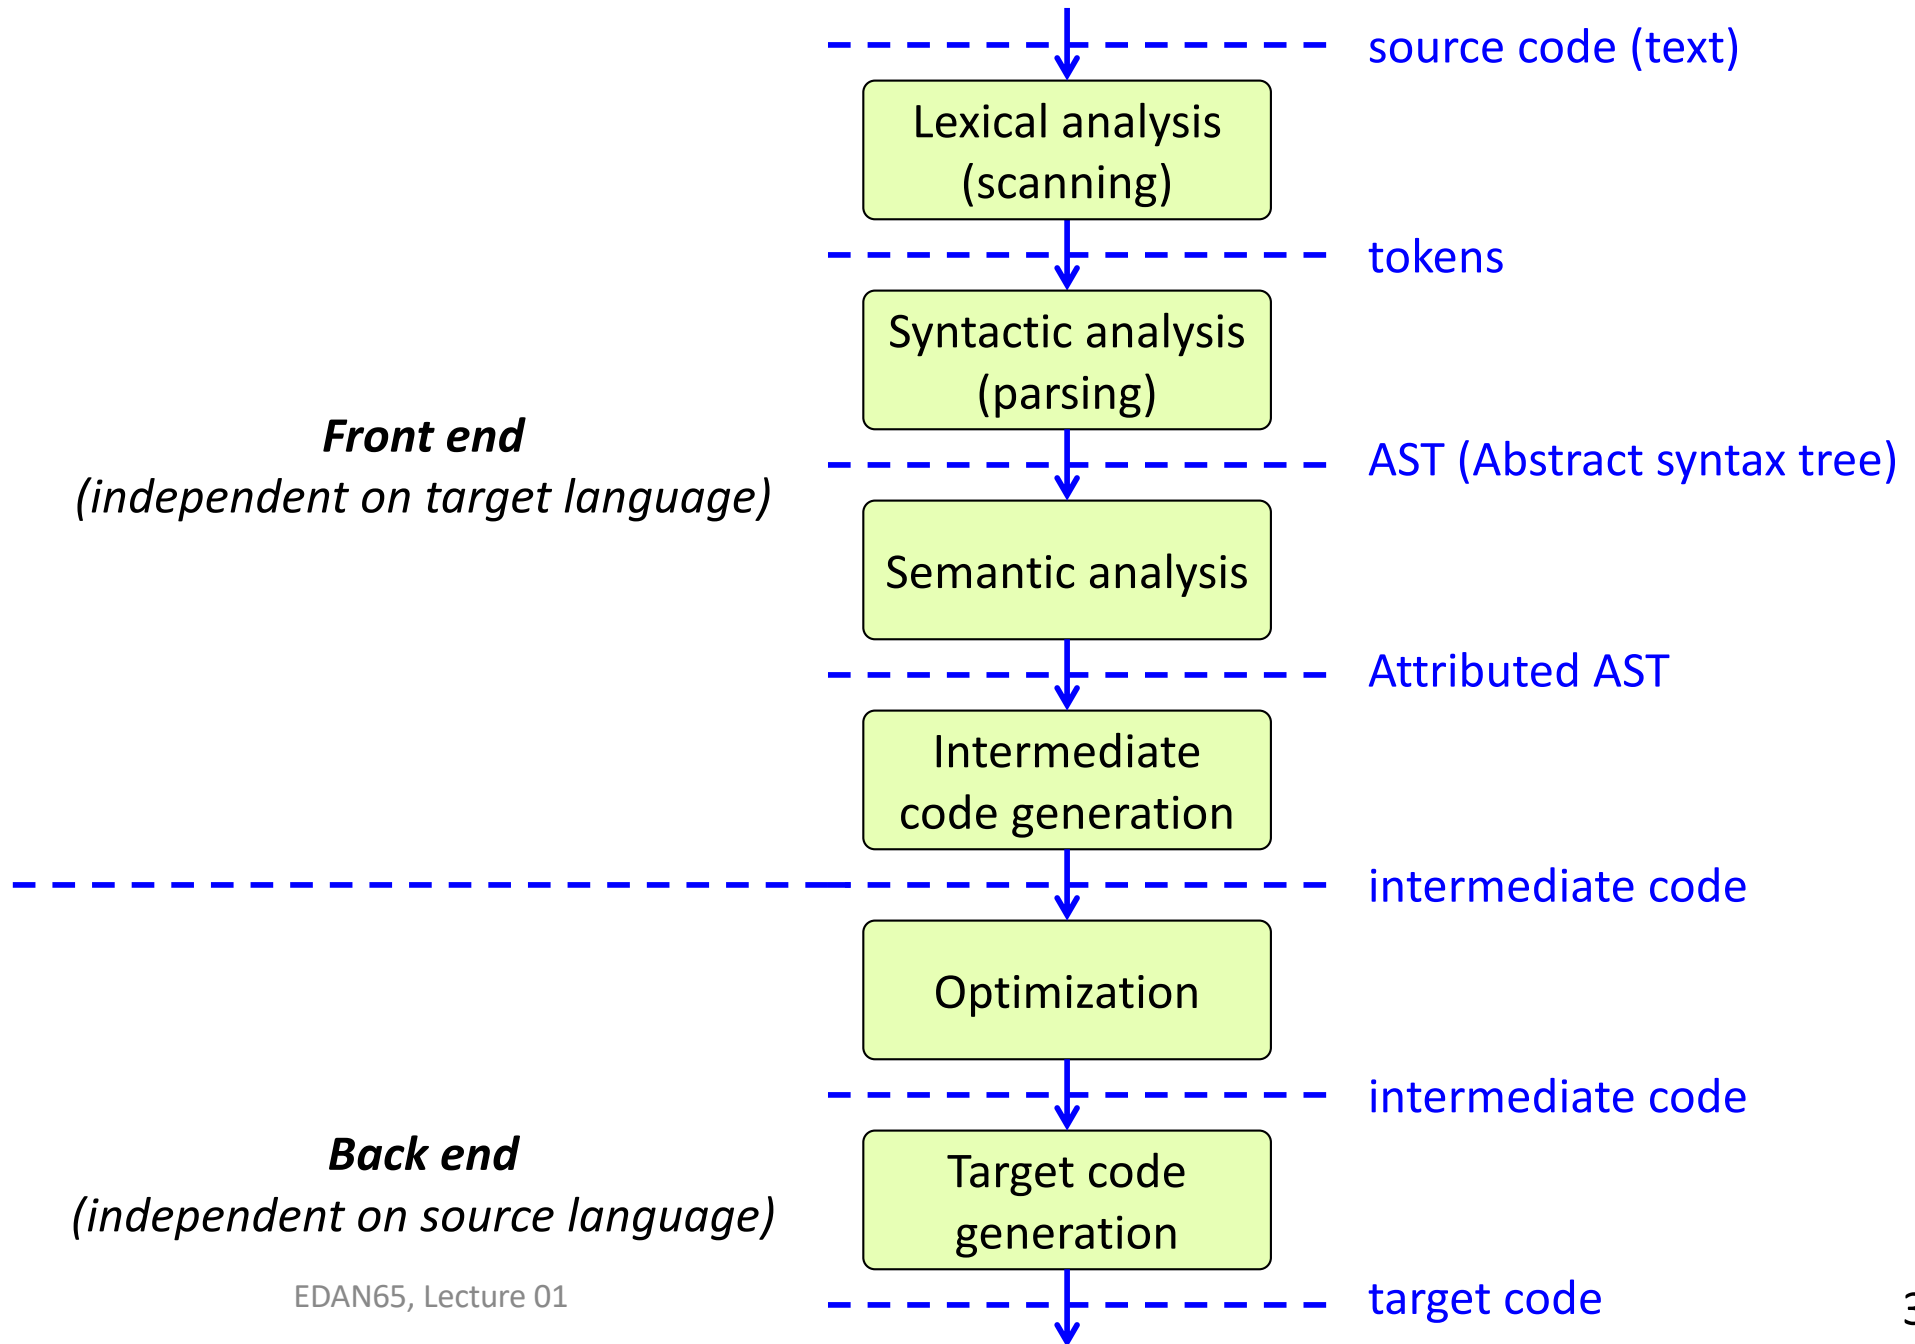 source code (text)
Lexical analysis
(scanning)
tokens
Syntactic analysis
(parsing)
Front end
(independent on target language)
AST (Abstract syntax tree)
Semantic analysis
Attributed AST
Intermediate
code generation
intermediate code
Optimization
intermediate code
Back end
(independent on source language)
Target code
generation
EDAN65, Lecture 01
target code